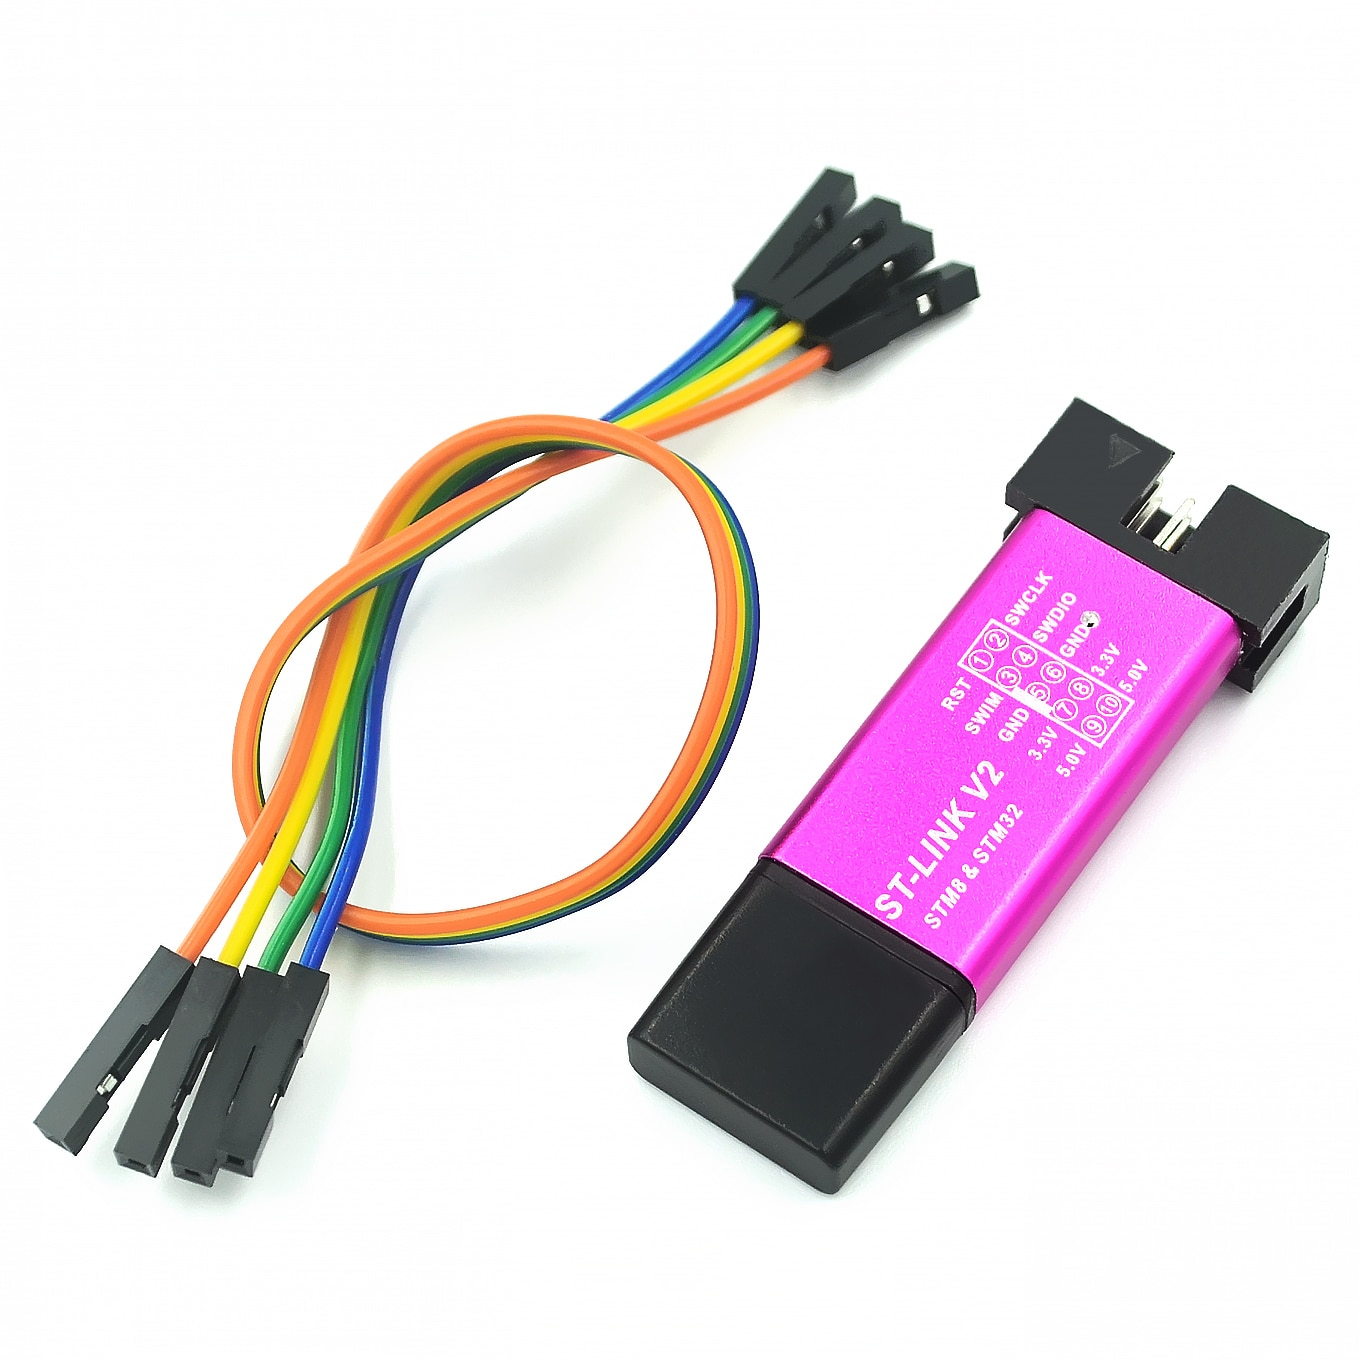 RST ① ② SWCLK
SWIM ③ ④ SWDIO
GND ⑤ ⑥ GND
3.3V ⑦ ⑧ 3.3V
5.0V ⑨ ⑩ 5.0V
ST-LINK V2
STM8 & STM32